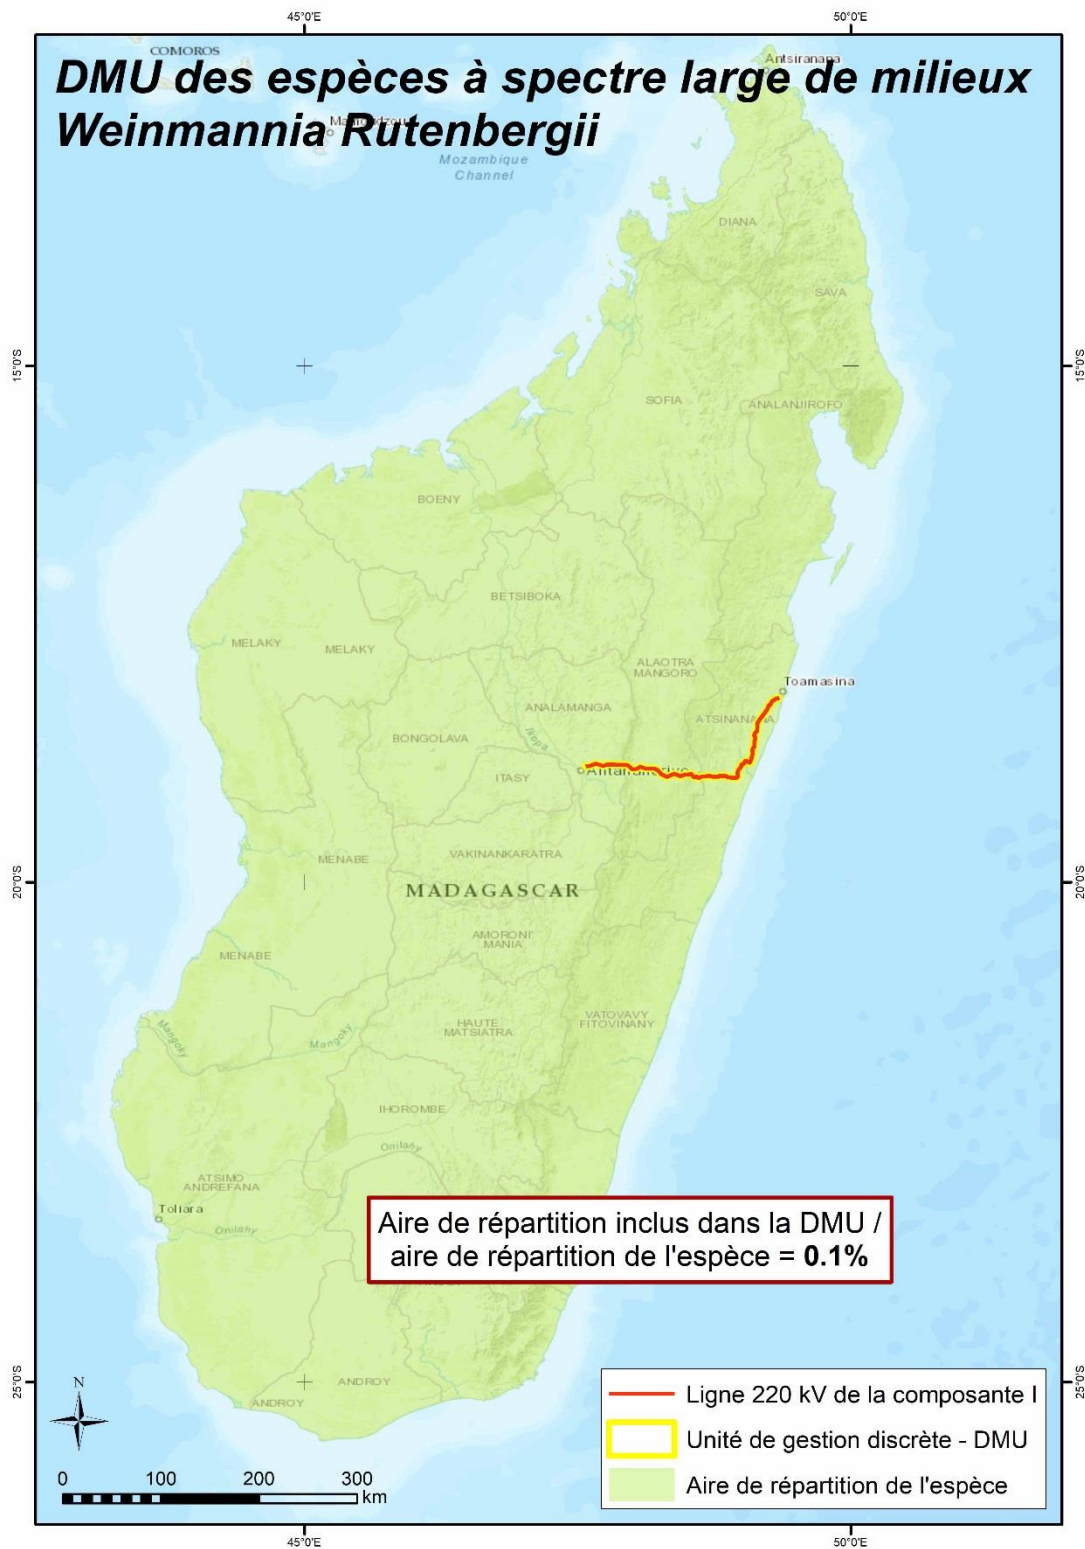 45°0'E
50°0'E
COMOROS
Antsiranana
DMU des espèces à spectre large de milieux
Weinmannia Rutenbergii
Mozambique
Channel
DIANA
SAVA
15°0'S
15°0'S
SOFIA
ANALANJIROFO
BOENY
BETSIBOKA
MELAKY
MELAKY
ALAOTRA
MANGORO
Toamasina
ANALAMANGA
ATSINANANA
Ikopa
BONGOLAVA
ITASY
MENABE
VAKINANKARATRA
20°0'S
20°0'S
MADAGASCAR
AMORONI'
MANIA
MENABE
HAUTE
MATSIATRA
VATOVAVY
FITOVINANY
Mangoky
Mangoky
IHOROMBE
Onilahy
ATSIMO
ANDREFANA
Toliara
Onilahy
Aire de répartition inclus dans la DMU /
aire de répartition de l'espèce = 0.1%
25°0'S
25°0'S
N
ANDROY
ANDROY
Ligne 220 kV de la composante I
Unité de gestion discrète - DMU
Aire de répartition de l'espèce
0 100 200 300
km
45°0'E
50°0'E